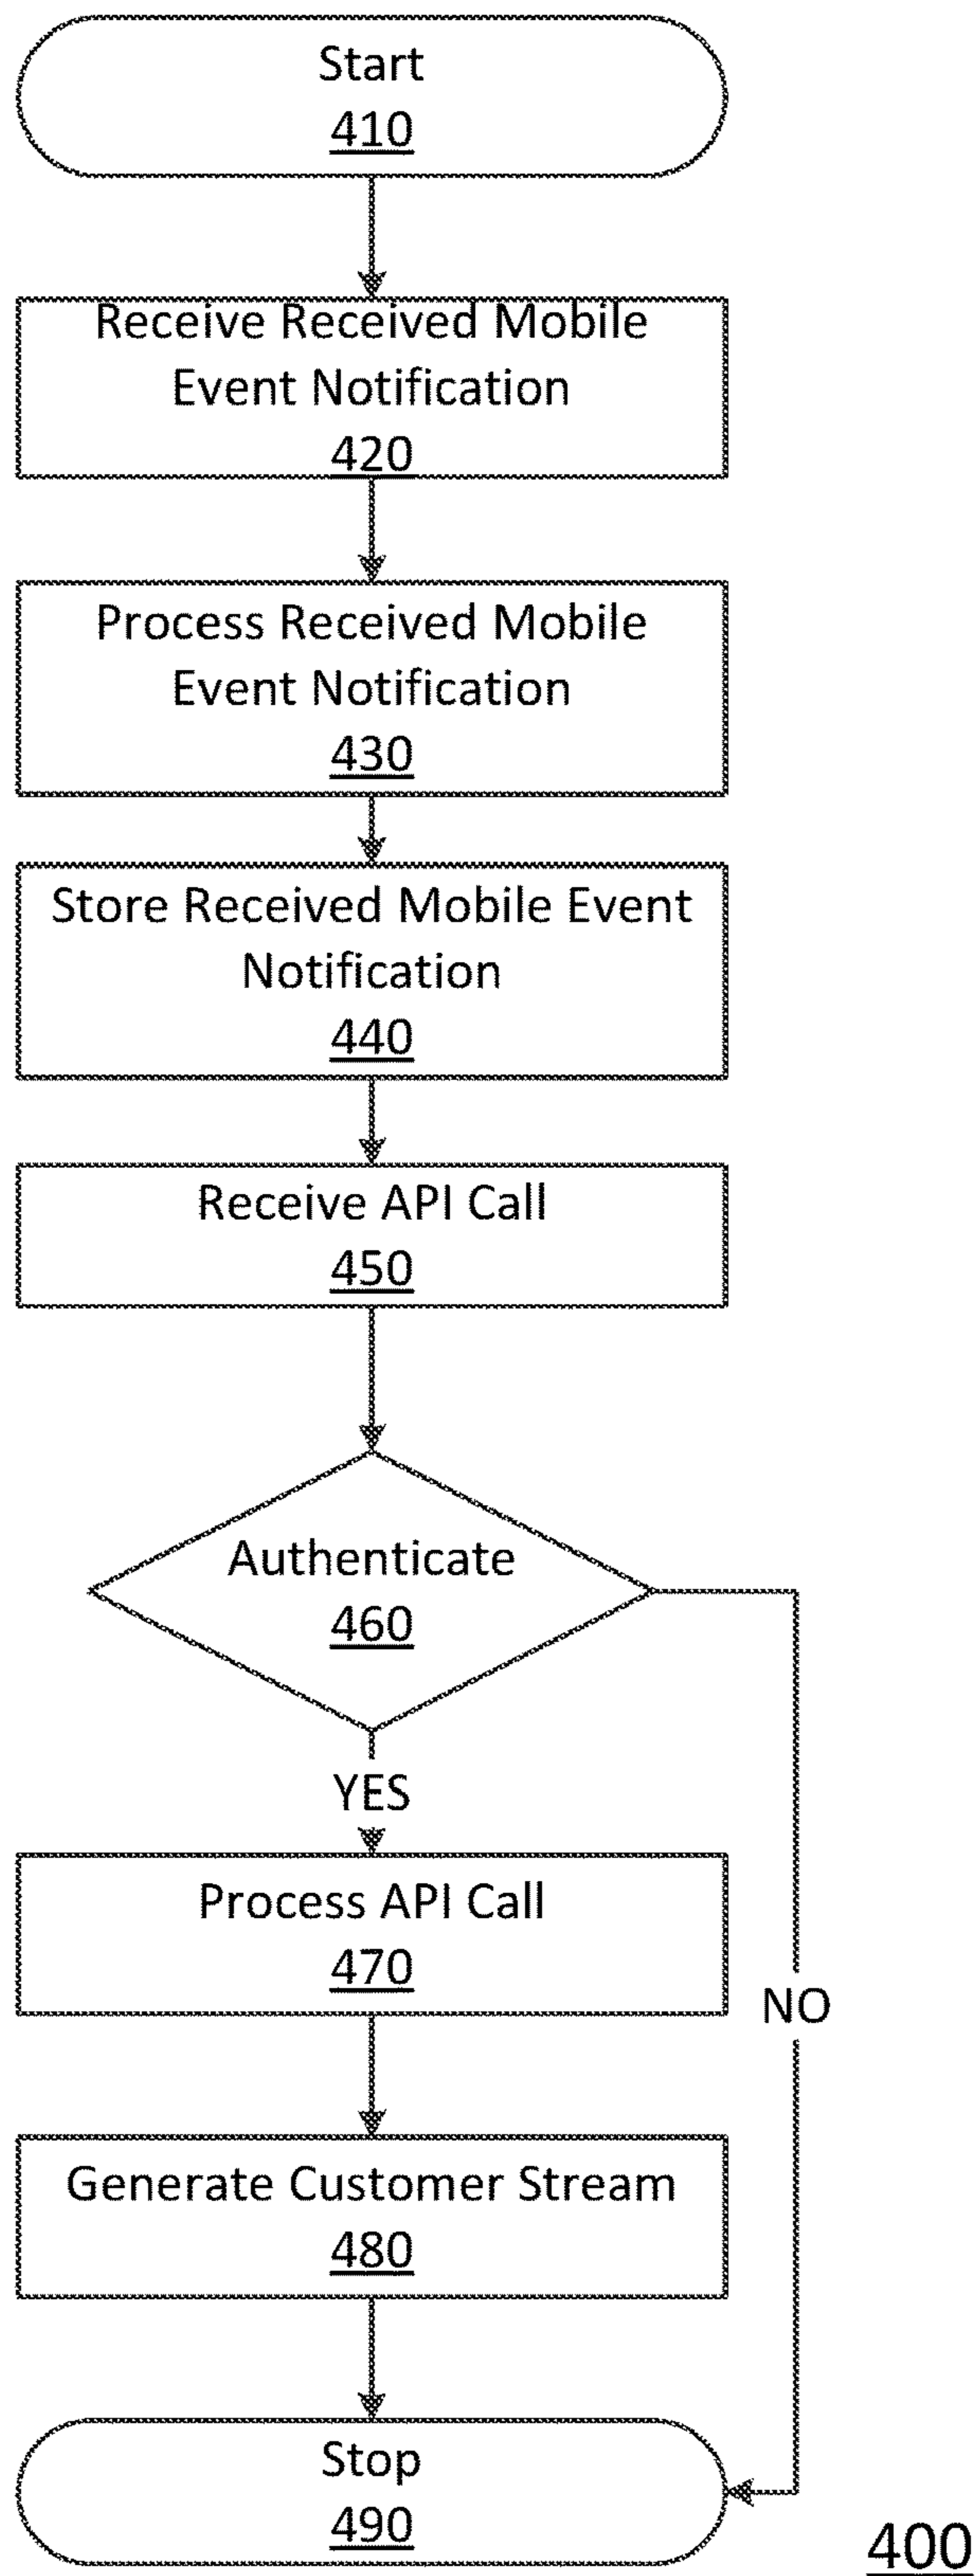 Start
410
Receive Received Mobile
Event Notification
420
Process Received Mobile
Event Notification
430
Store Received Mobile Event
Notification
440
Receive API Call
450
Authenticate
460
YES
Process API Call
470
NO
Generate Customer Stream
480
Stop
490
400